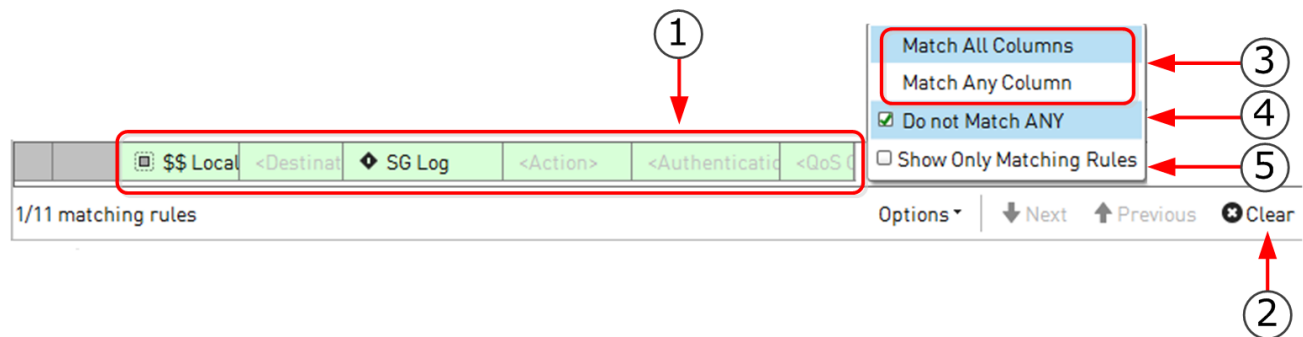 1
Match All Columns
3
Match Any Column
Do not Match ANY
4
$$ Local <Destinat SG Log <Action> <Authenticatic <QoS
Show Only Matching Rules
5
1/11 matching rules
Options Next Previous Clear
2